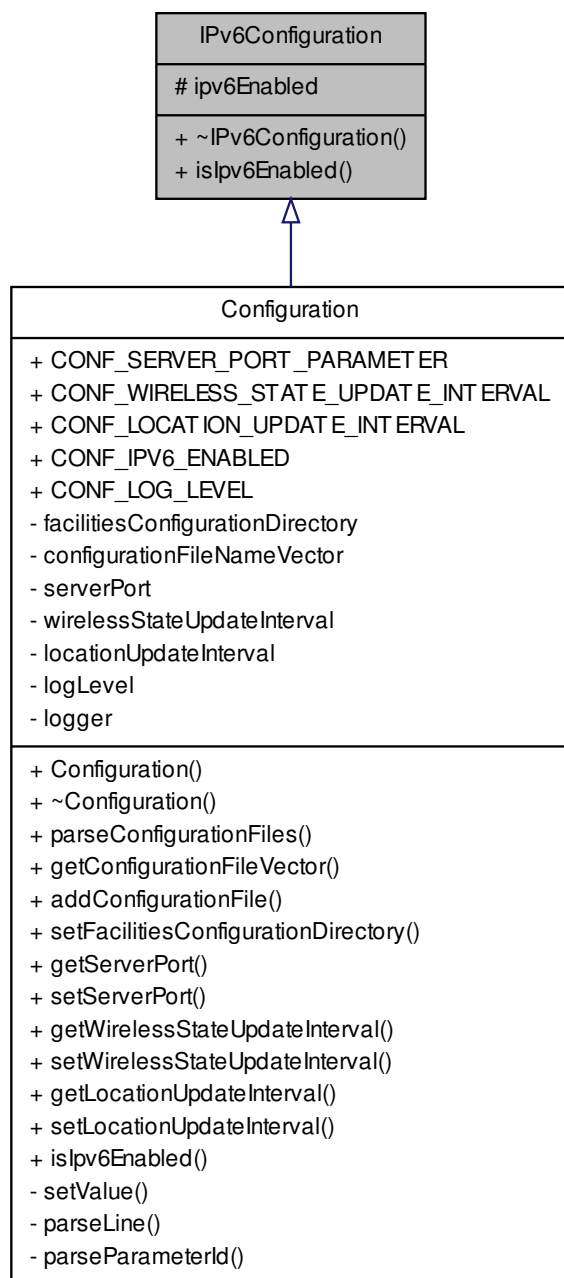 IPv6Configuration
# ipv6Enabled
+ ~IPv6Configuration()
+ isIpv6Enabled()
Configuration
+ CONF_SERVER_PORT_PARAMETER
+ CONF_WIRELESS_STATE_UPDATE_INTERVAL
+ CONF_LOCATION_UPDATE_INTERVAL
+ CONF_IPV6_ENABLED
+ CONF_LOG_LEVEL
- facilitiesConfigurationDirectory
- configurationFileNameVector
- serverPort
- wirelessStateUpdateInterval
- locationUpdateInterval
- logLevel
- logger
+ Configuration()
+ ~Configuration()
+ parseConfigurationFiles()
+ getConfigurationFileVector()
+ addConfigurationFile()
+ setFacilitiesConfigurationDirectory()
+ getServerPort()
+ setServerPort()
+ getWirelessStateUpdateInterval()
+ setWirelessStateUpdateInterval()
+ getLocationUpdateInterval()
+ setLocationUpdateInterval()
+ isIpv6Enabled()
- setValue()
- parseLine()
- parseParameterId()